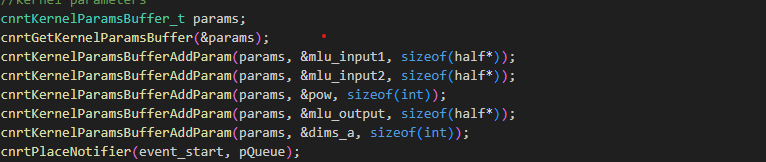 //kernel parameters
cnrtKernelParamsBuffer_t params;
cnrtGetKernelParamsBuffer(&params);
cnrtKernelParamsBufferAddParam(params, &mlu_input1, sizeof(half*));
cnrtKernelParamsBufferAddParam(params, &mlu_input2, sizeof(half*));
cnrtKernelParamsBufferAddParam(params, &pow, sizeof(int));
cnrtKernelParamsBufferAddParam(params, &mlu_output, sizeof(half*));
cnrtKernelParamsBufferAddParam(params, &dims_a, sizeof(int));
cnrtPlaceNotifier(event_start, pQueue);